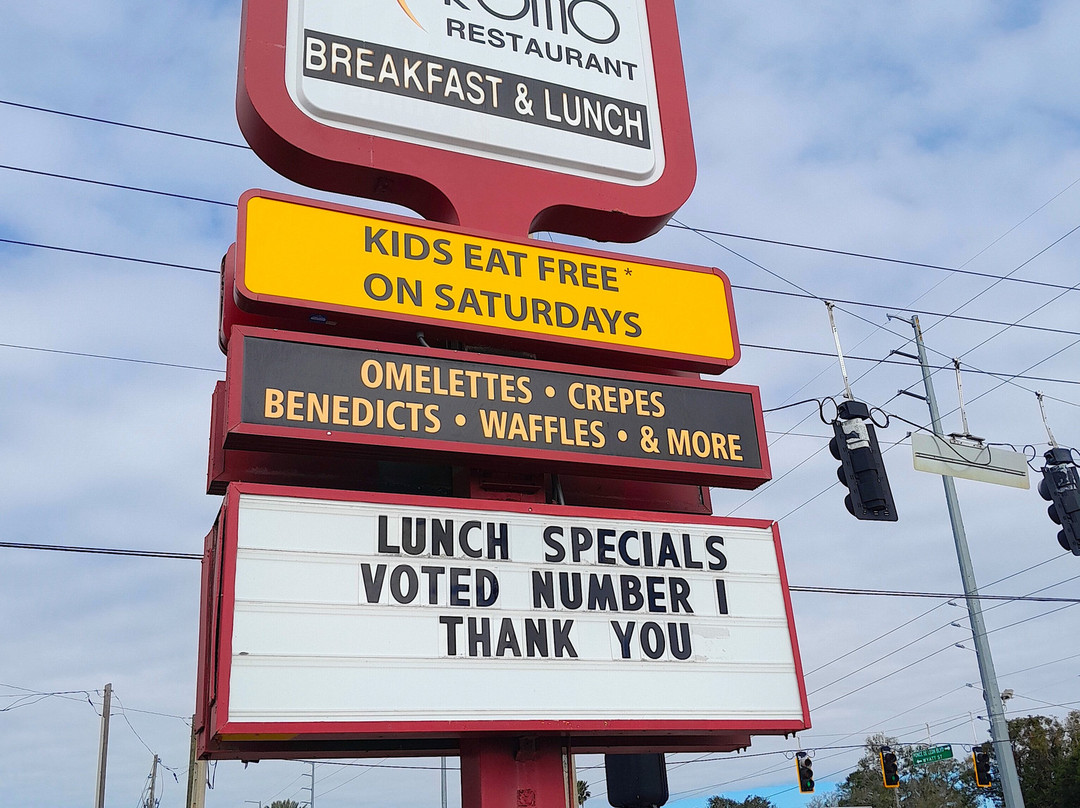 RESTAURANT
BREAKFAST & LUNCH
KIDS EAT FREE*
ON SATURDAYS
OMELETTES • CREPES
BENEDICTS • WAFFLES • & MORE
LUNCH SPECIALS
VOTED NUMBER 1
THANK YOU